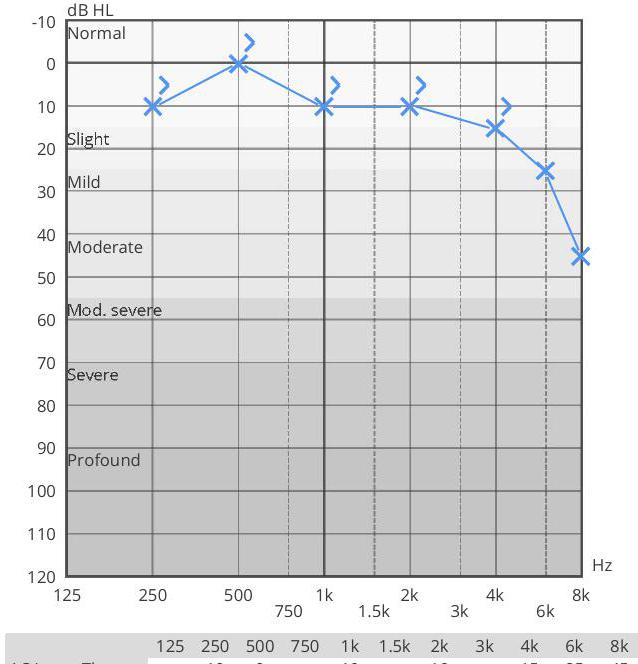 dB HL
-10
Normal
0
10
Slight
20
Mild
30
40
Moderate
50
Mod. severe
60
70
Severe
80
90
Profound
100
110
120
Hz
125 250 500 1k 2k 4k 8k
750 1.5k 3k 6k
125 250 500 750 1k 1.5k 2k 3k 4k 6k 8k